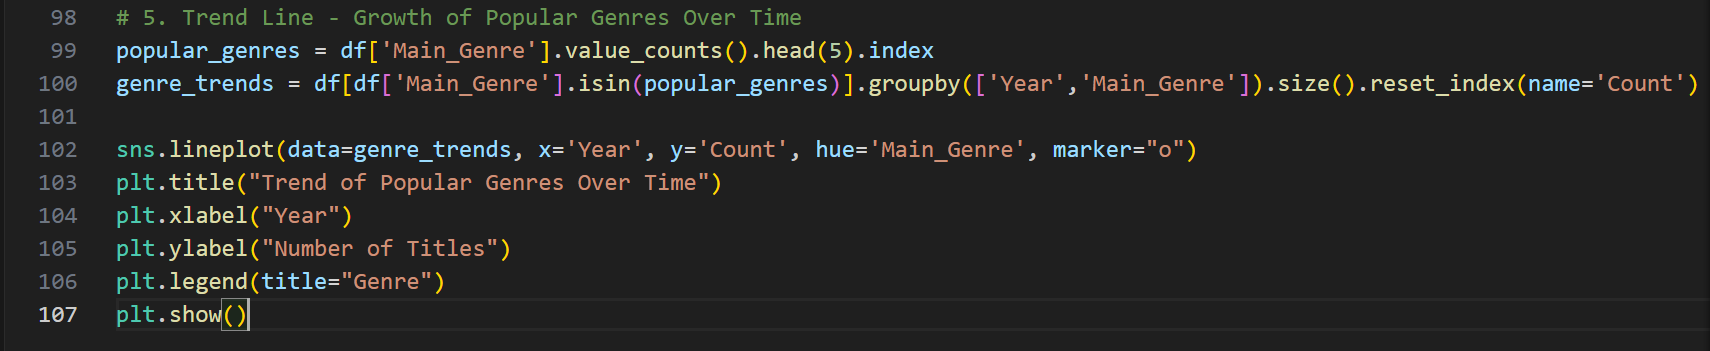 98 # 5. Trend Line - Growth of Popular Genres Over Time
99 popular_genres = df['Main_Genre'].value_counts().head(5).index
100 genre_trends = df[df['Main_Genre'].isin(popular_genres)].groupby(['Year','Main_Genre']).size().reset_index(name='Count')
101
102 sns.lineplot(data=genre_trends, x='Year', y='Count', hue='Main_Genre', marker="o")
103 plt.title("Trend of Popular Genres Over Time")
104 plt.xlabel("Year")
105 plt.ylabel("Number of Titles")
106 plt.legend(title="Genre")
107 plt.show()